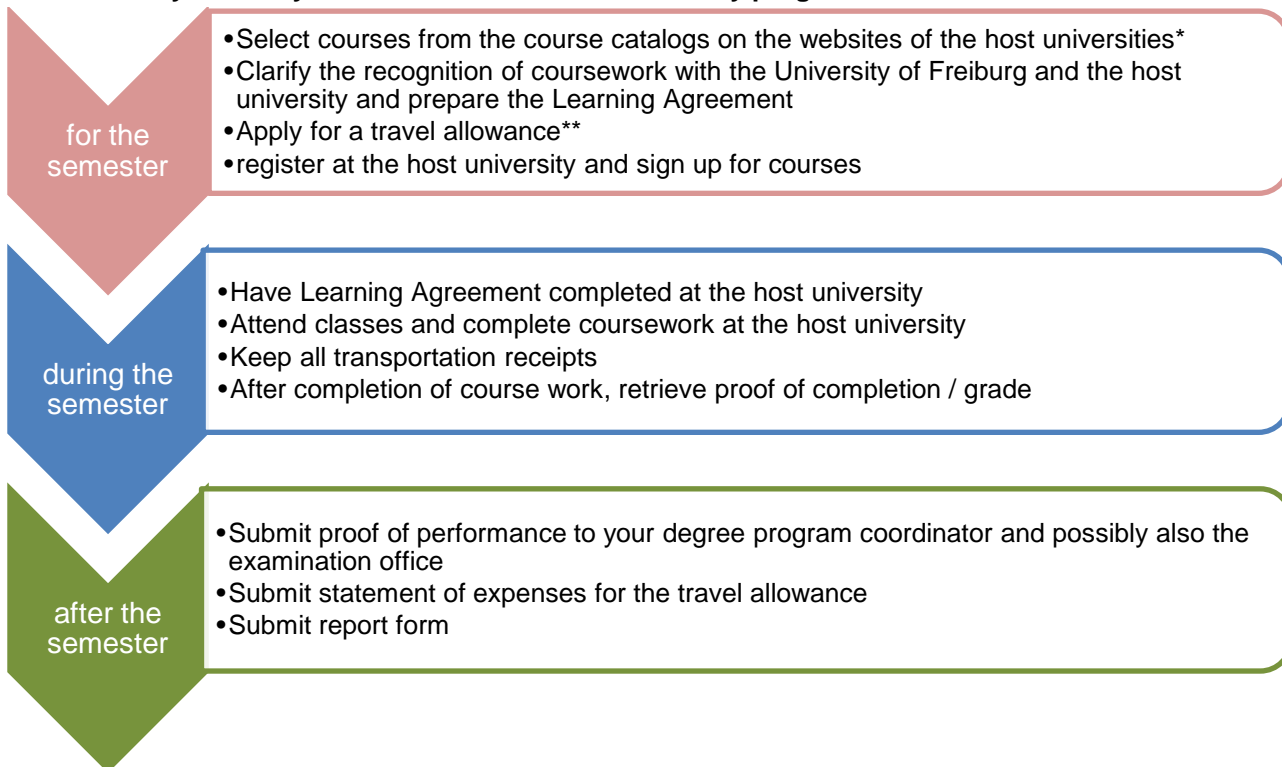 •Select courses from the course catalogs on the websites of the host universities*
•Clarify the recognition of coursework with the University of Freiburg and the host
university and prepare the Learning Agreement
•Apply for a travel allowance**
•register at the host university and sign up for courses
for the
semester
•Have Learning Agreement completed at the host university
•Attend classes and complete coursework at the host university
•Keep all transportation receipts
•After completion of course work, retrieve proof of completion / grade
during the
semester
•Submit proof of performance to your degree program coordinator and possibly also the
examination office
•Submit statement of expenses for the travel allowance
•Submit report form
after the
semester